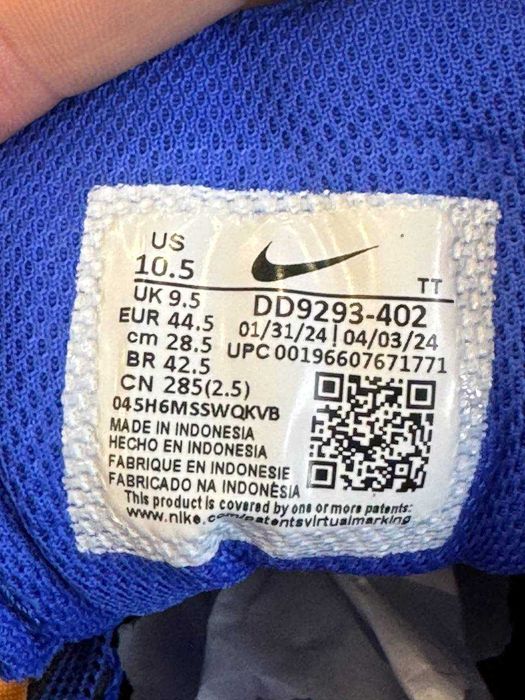 US
10.5
TT
UK 9.5
EUR 44.5
cm 28.5
BR 42.5
CN 285(2.5)
DD9293-402
01/31/24 | 04/03/24
UPC 00196607671771
045H6MSSWQKVB
MADE IN INDONESIA
HECHO EN INDONESIA
FABRIQUE EN INDONESIE
FABRICADO NA INDONÉSIA
This product is covered by one or more patents:
www.nike.com/patentsvirtualmarking